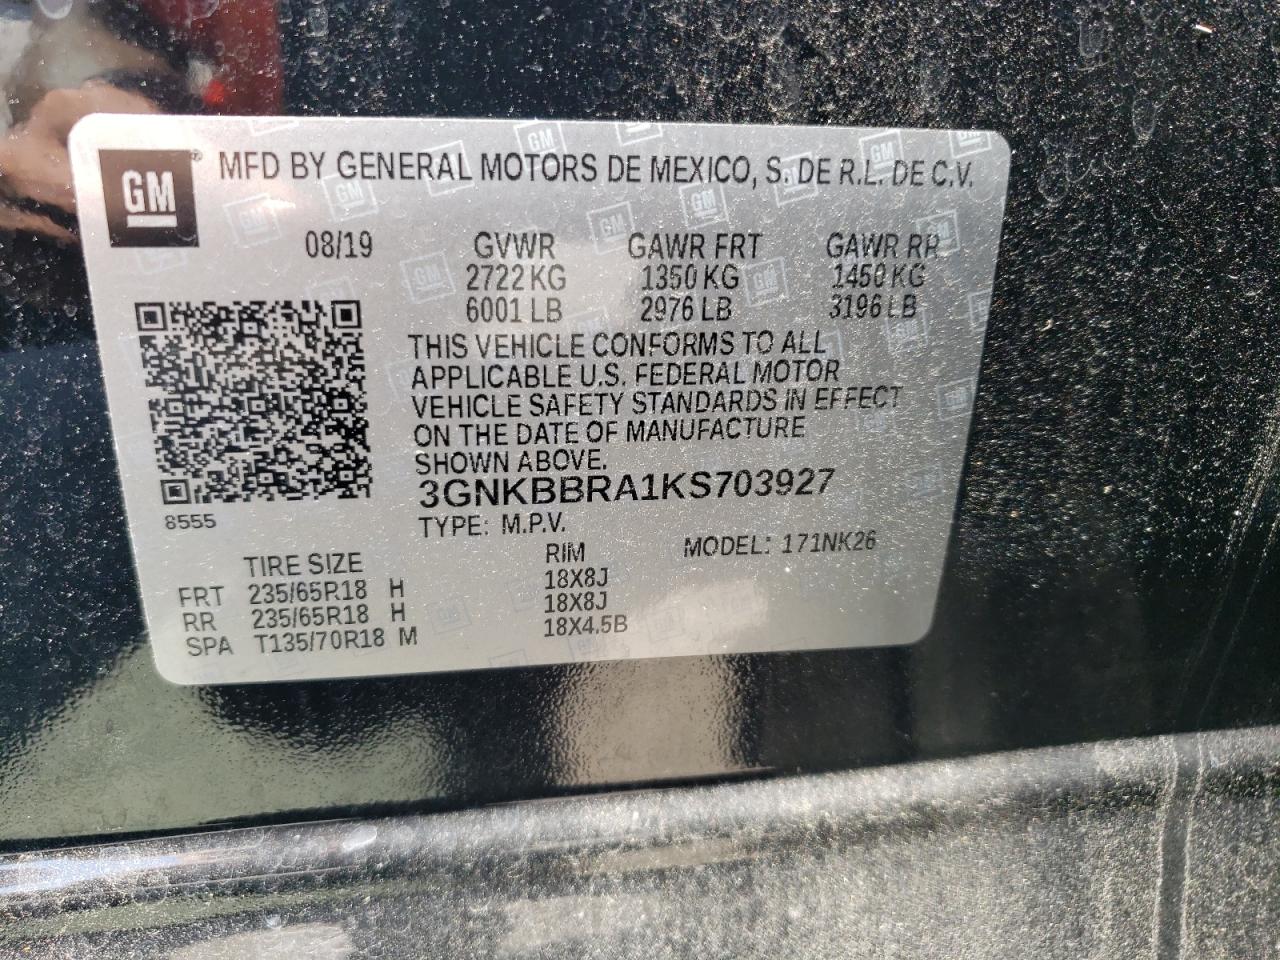 GM ® MFD BY GENERAL MOTORS DE MEXICO, S. DE R.L. DE C.V.
08/19 GVWR GAWR FRT GAWR RR
2722 KG 1350 KG 1450 KG
6001 LB 2976 LB 3196 LB
THIS VEHICLE CONFORMS TO ALL
APPLICABLE U.S. FEDERAL MOTOR
VEHICLE SAFETY STANDARDS IN EFFECT
ON THE DATE OF MANUFACTURE
SHOWN ABOVE.
3GNKBBRA1KS703927
8555 TYPE: M.P.V.
TIRE SIZE RIM MODEL: 171NK26
FRT 235/65R18 H 18X8J
RR 235/65R18 H 18X8J
SPA T135/70R18 M 18X4.5B